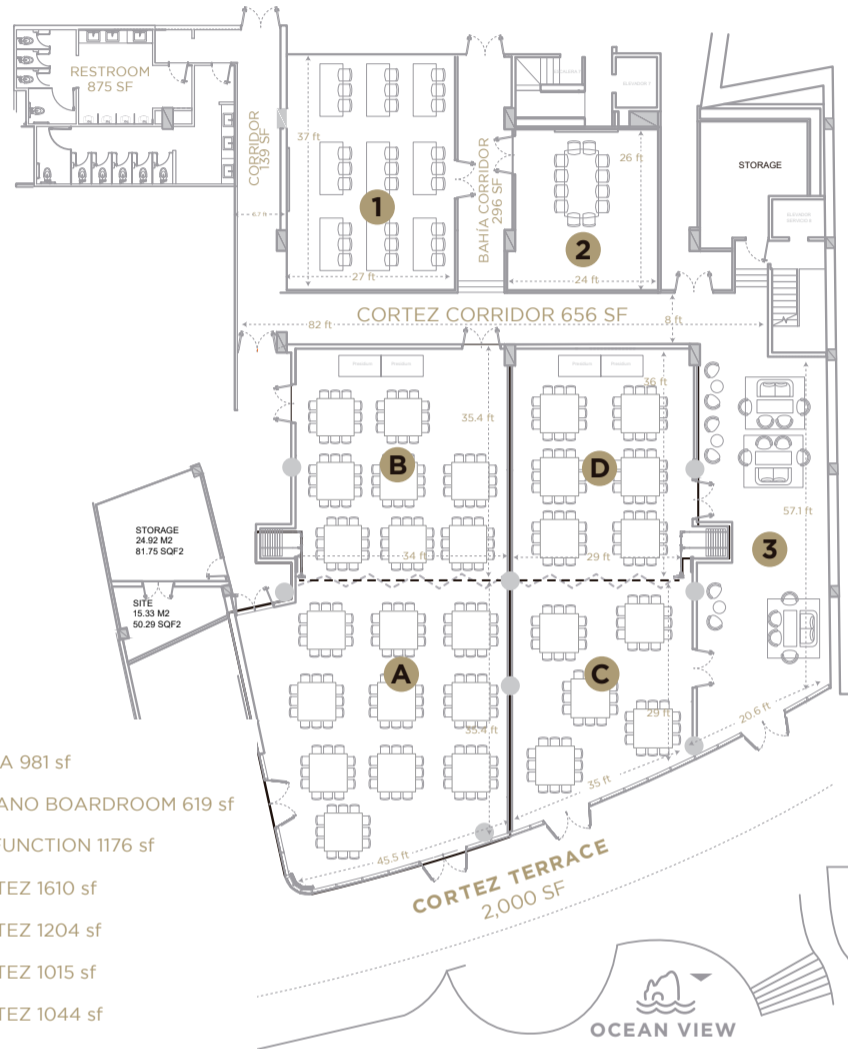 RESTROOM
875 SF
CORRIDOR
139 SF
6.7 ft
37 ft
1
27 ft
BAHÍA CORRIDOR
296 SF
26 ft
2
24 ft
STORAGE
CORTEZ CORRIDOR 656 SF
82 ft
8 ft
35.4 ft
36 ft
B
D
57.1 ft
3
34 ft
29 ft
STORAGE
24.92 M2
81.75 SQF2
SITE
15.33 M2
50.29 SQF2
A
C
35.4 ft
29 ft
20.6 ft
35 ft
45.5 ft
CORTEZ TERRACE
2,000 SF
A 981 sf
ANO BOARDROOM 619 sf
FUNCTION 1176 sf
TEZ 1610 sf
TEZ 1204 sf
TEZ 1015 sf
TEZ 1044 sf
OCEAN VIEW